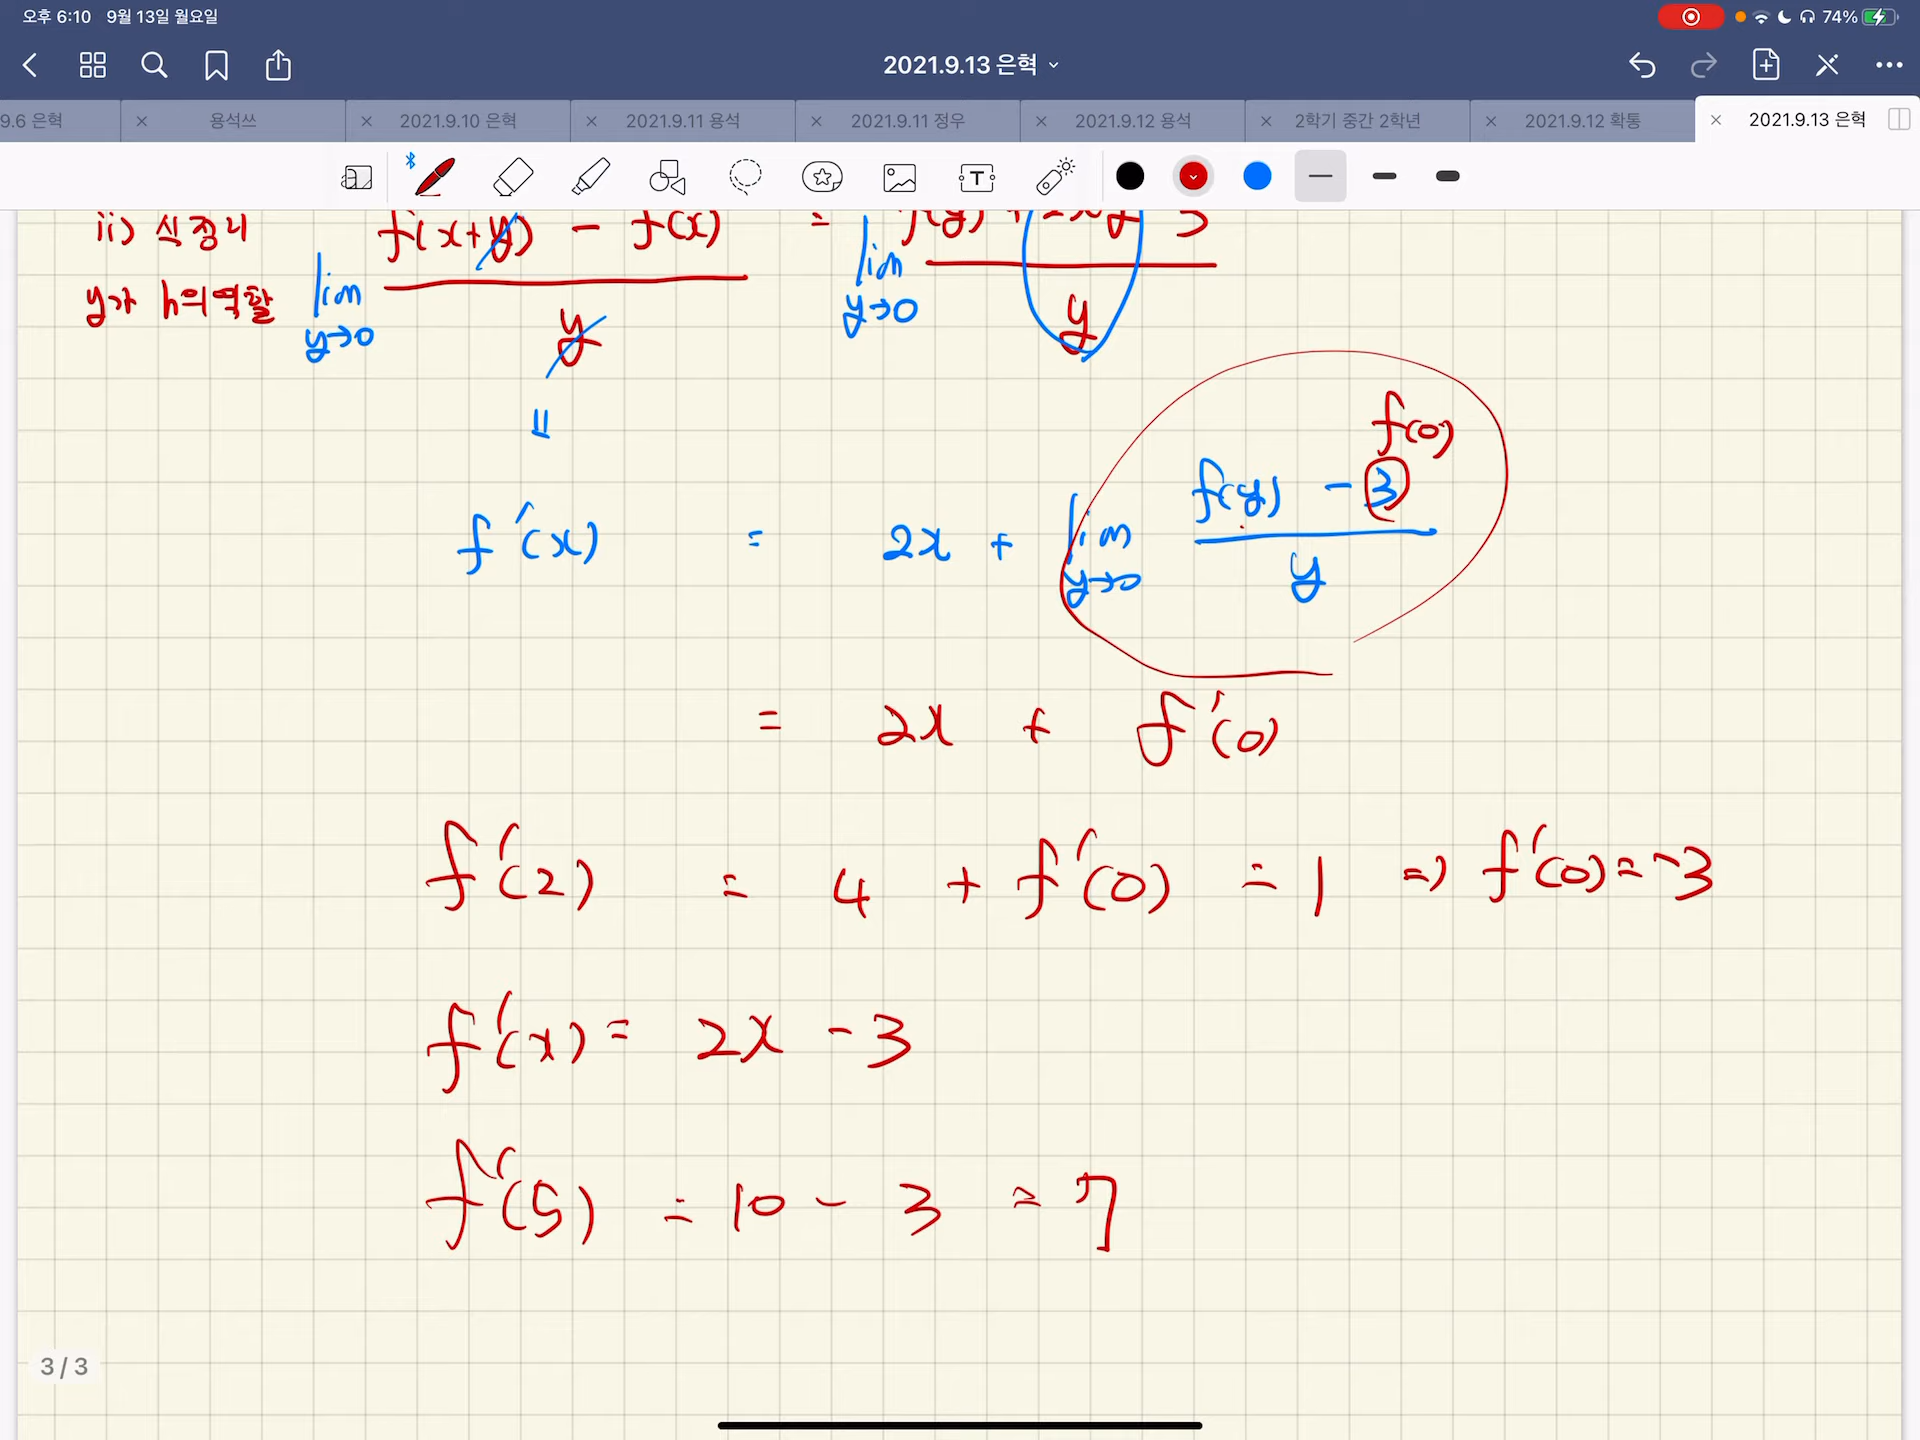 오후 6:10 9월 13일 월요일
74%
2021.9.13 은혁
9.6 은혁
용석쓰
2021.9.10 은혁
2021.9.11 용석
2021.9.11 정우
2021.9.12 용석
2학기 중간 2학년
2021.9.12 확통
2021.9.13 은혁
ii) 식정리
y가 h의 역할
lim y→0 f(x+y) - f(x) / y = lim y→0 f(y) + 2xy - 3 / y
=
f(0)
f'(x) = 2x + lim y→0 f(y) - 3 / y
= 2x + f'(0)
f'(2) = 4 + f'(0) = 1 => f'(0) = -3
f'(x) = 2x - 3
f'(5) = 10 - 3 = 7
3 / 3